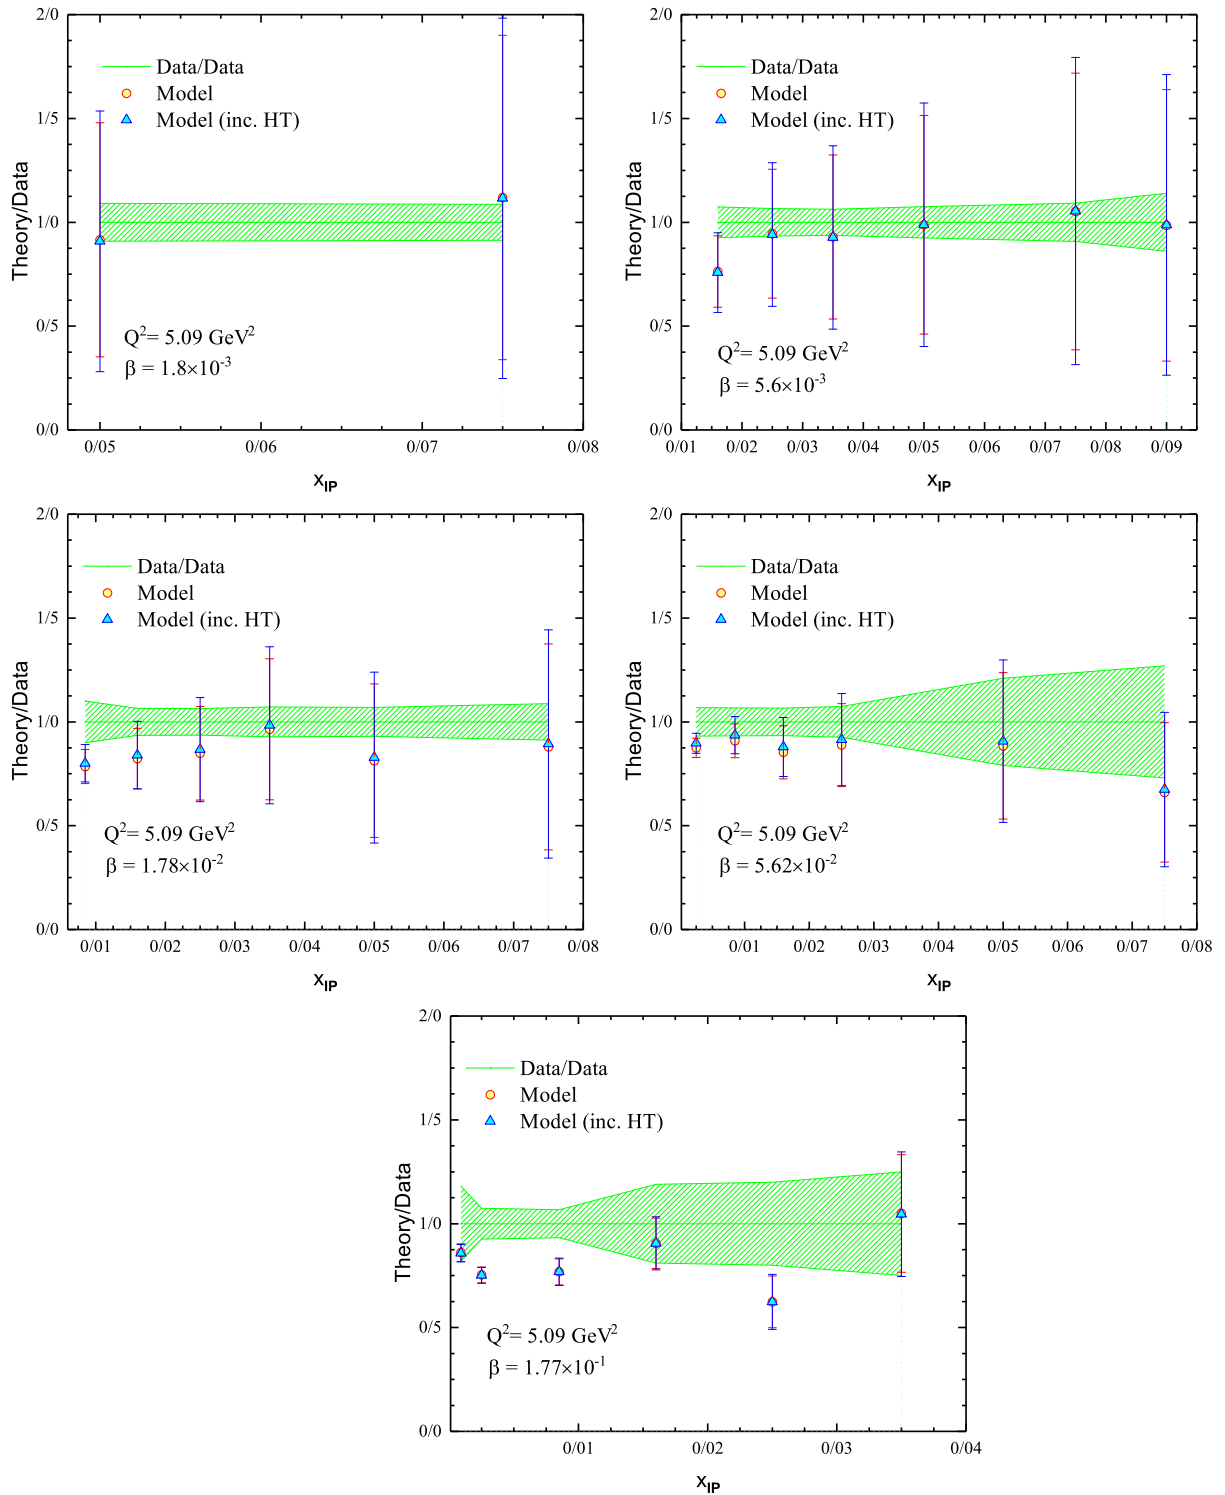 2/0
1/5
1/0
0/5
0/0
Theory/Data
Data/Data
Model
Model (inc. HT)
Q²= 5.09 GeV²
β = 1.8×10⁻³
0/05 0/06 0/07 0/08
x_IP
2/0
1/5
1/0
0/5
0/0
Theory/Data
Data/Data
Model
Model (inc. HT)
Q²= 5.09 GeV²
β = 5.6×10⁻³
0/01 0/02 0/03 0/04 0/05 0/06 0/07 0/08 0/09
x_IP
2/0
1/5
1/0
0/5
0/0
Theory/Data
Data/Data
Model
Model (inc. HT)
Q²= 5.09 GeV²
β = 1.78×10⁻²
0/01 0/02 0/03 0/04 0/05 0/06 0/07 0/08
x_IP
2/0
1/5
1/0
0/5
0/0
Theory/Data
Data/Data
Model
Model (inc. HT)
Q²= 5.09 GeV²
β = 5.62×10⁻²
0/01 0/02 0/03 0/04 0/05 0/06 0/07 0/08
x_IP
2/0
1/5
1/0
0/5
0/0
Theory/Data
Data/Data
Model
Model (inc. HT)
Q²= 5.09 GeV²
β = 1.77×10⁻¹
0/01 0/02 0/03 0/04
x_IP